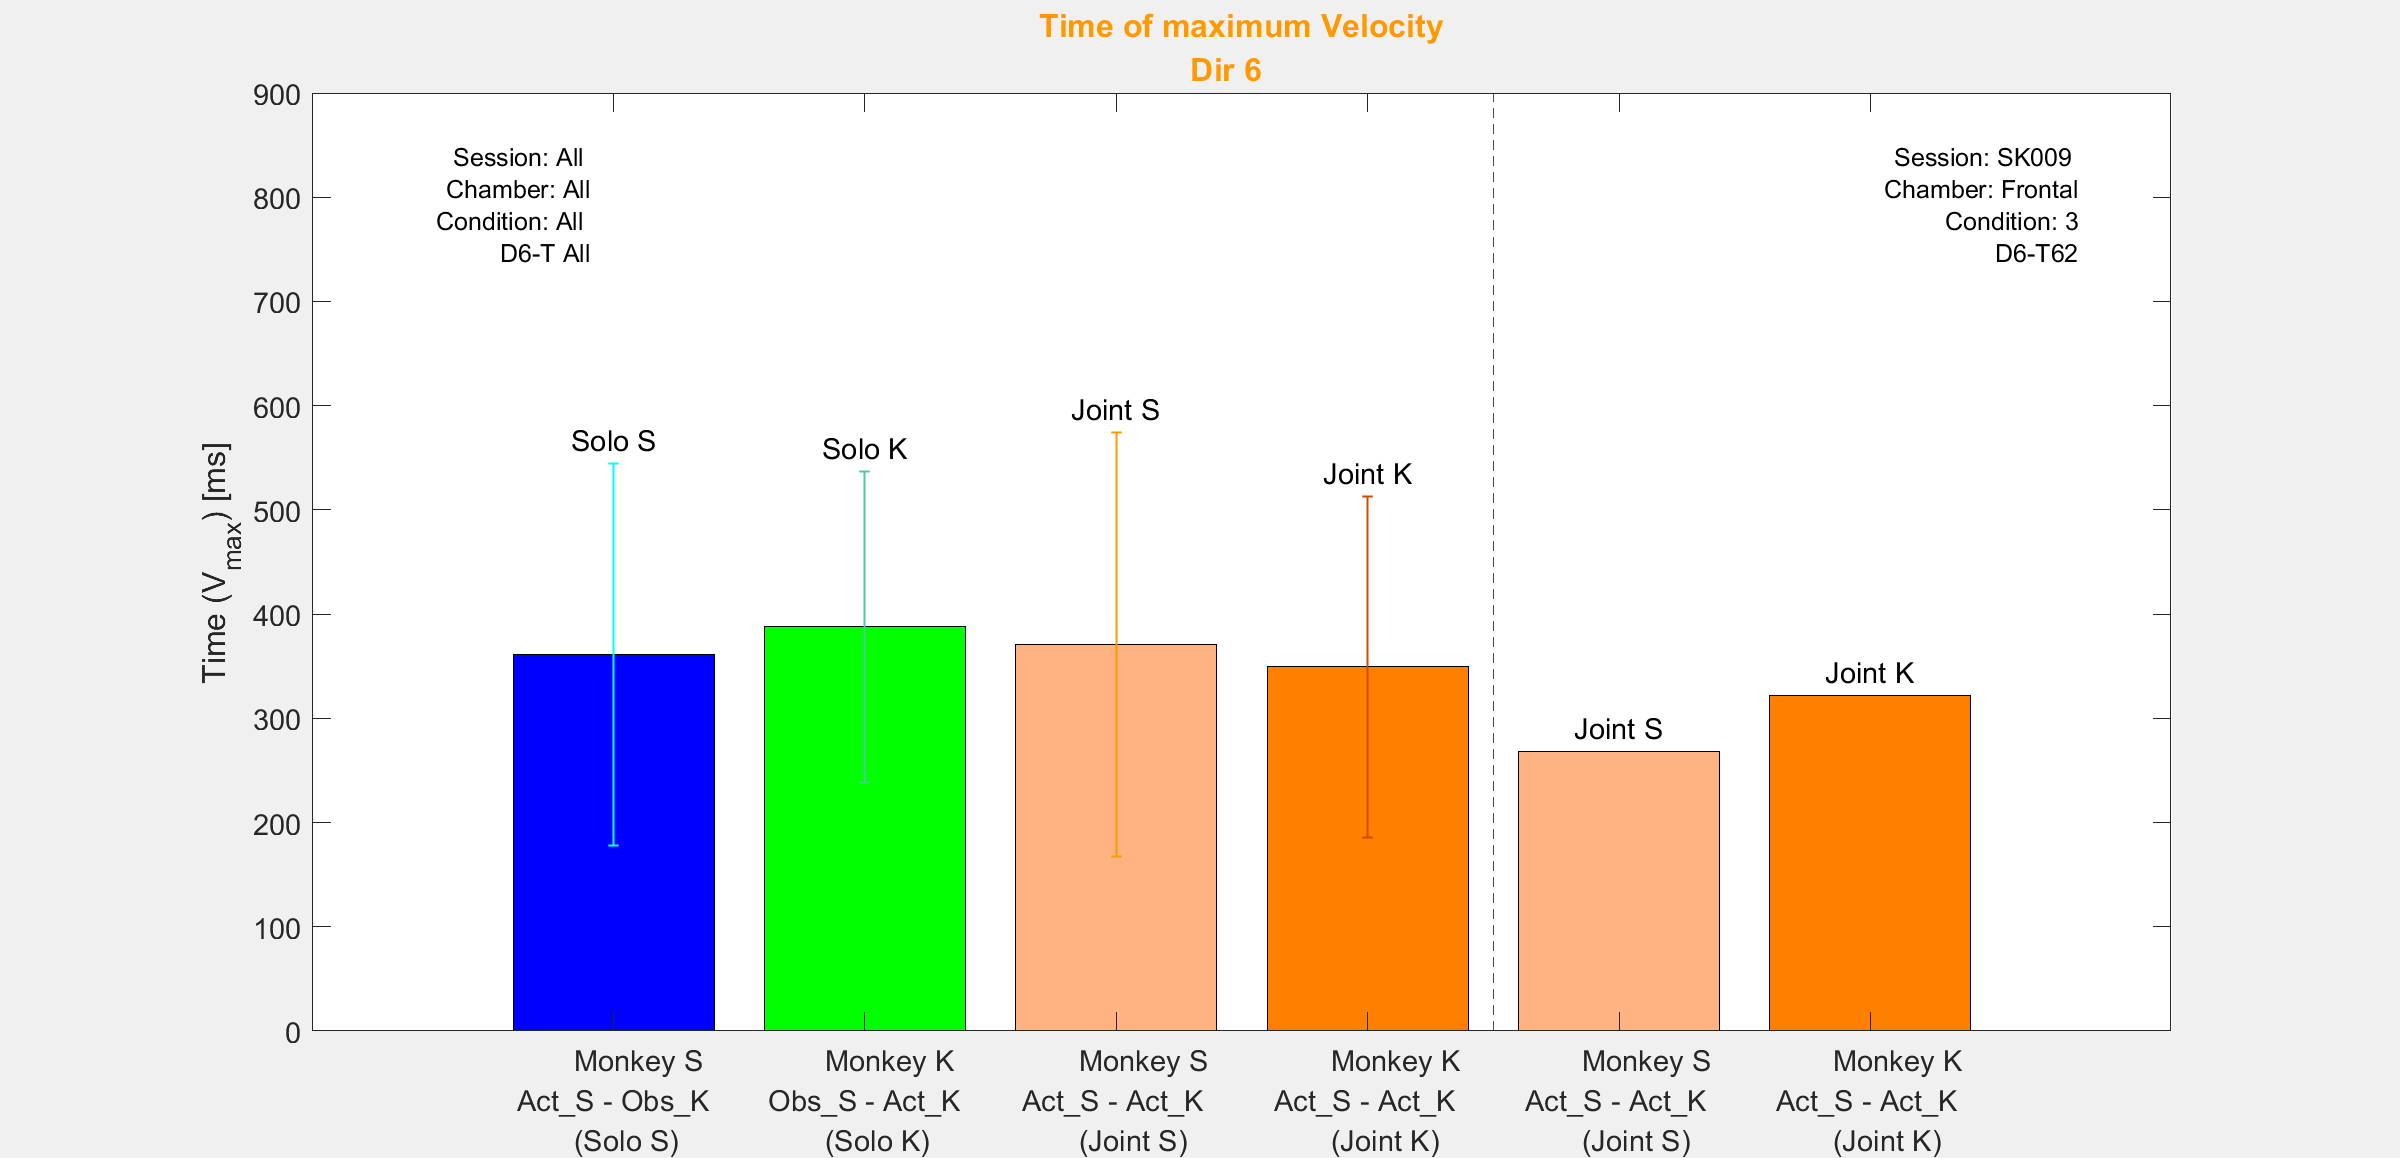 Time of maximum Velocity
Dir 6
Session: All
Chamber: All
Condition: All
D6-T All
Session: SK009
Chamber: Frontal
Condition: 3
D6-T62
Time (Vmax) [ms]
900
800
700
600
500
400
300
200
100
0
Solo S
Solo K
Joint S
Joint K
Joint S
Joint K
Monkey S
Act_S - Obs_K
(Solo S)
Monkey K
Obs_S - Act_K
(Solo K)
Monkey S
Act_S - Act_K
(Joint S)
Monkey K
Act_S - Act_K
(Joint K)
Monkey S
Act_S - Act_K
(Joint S)
Monkey K
Act_S - Act_K
(Joint K)